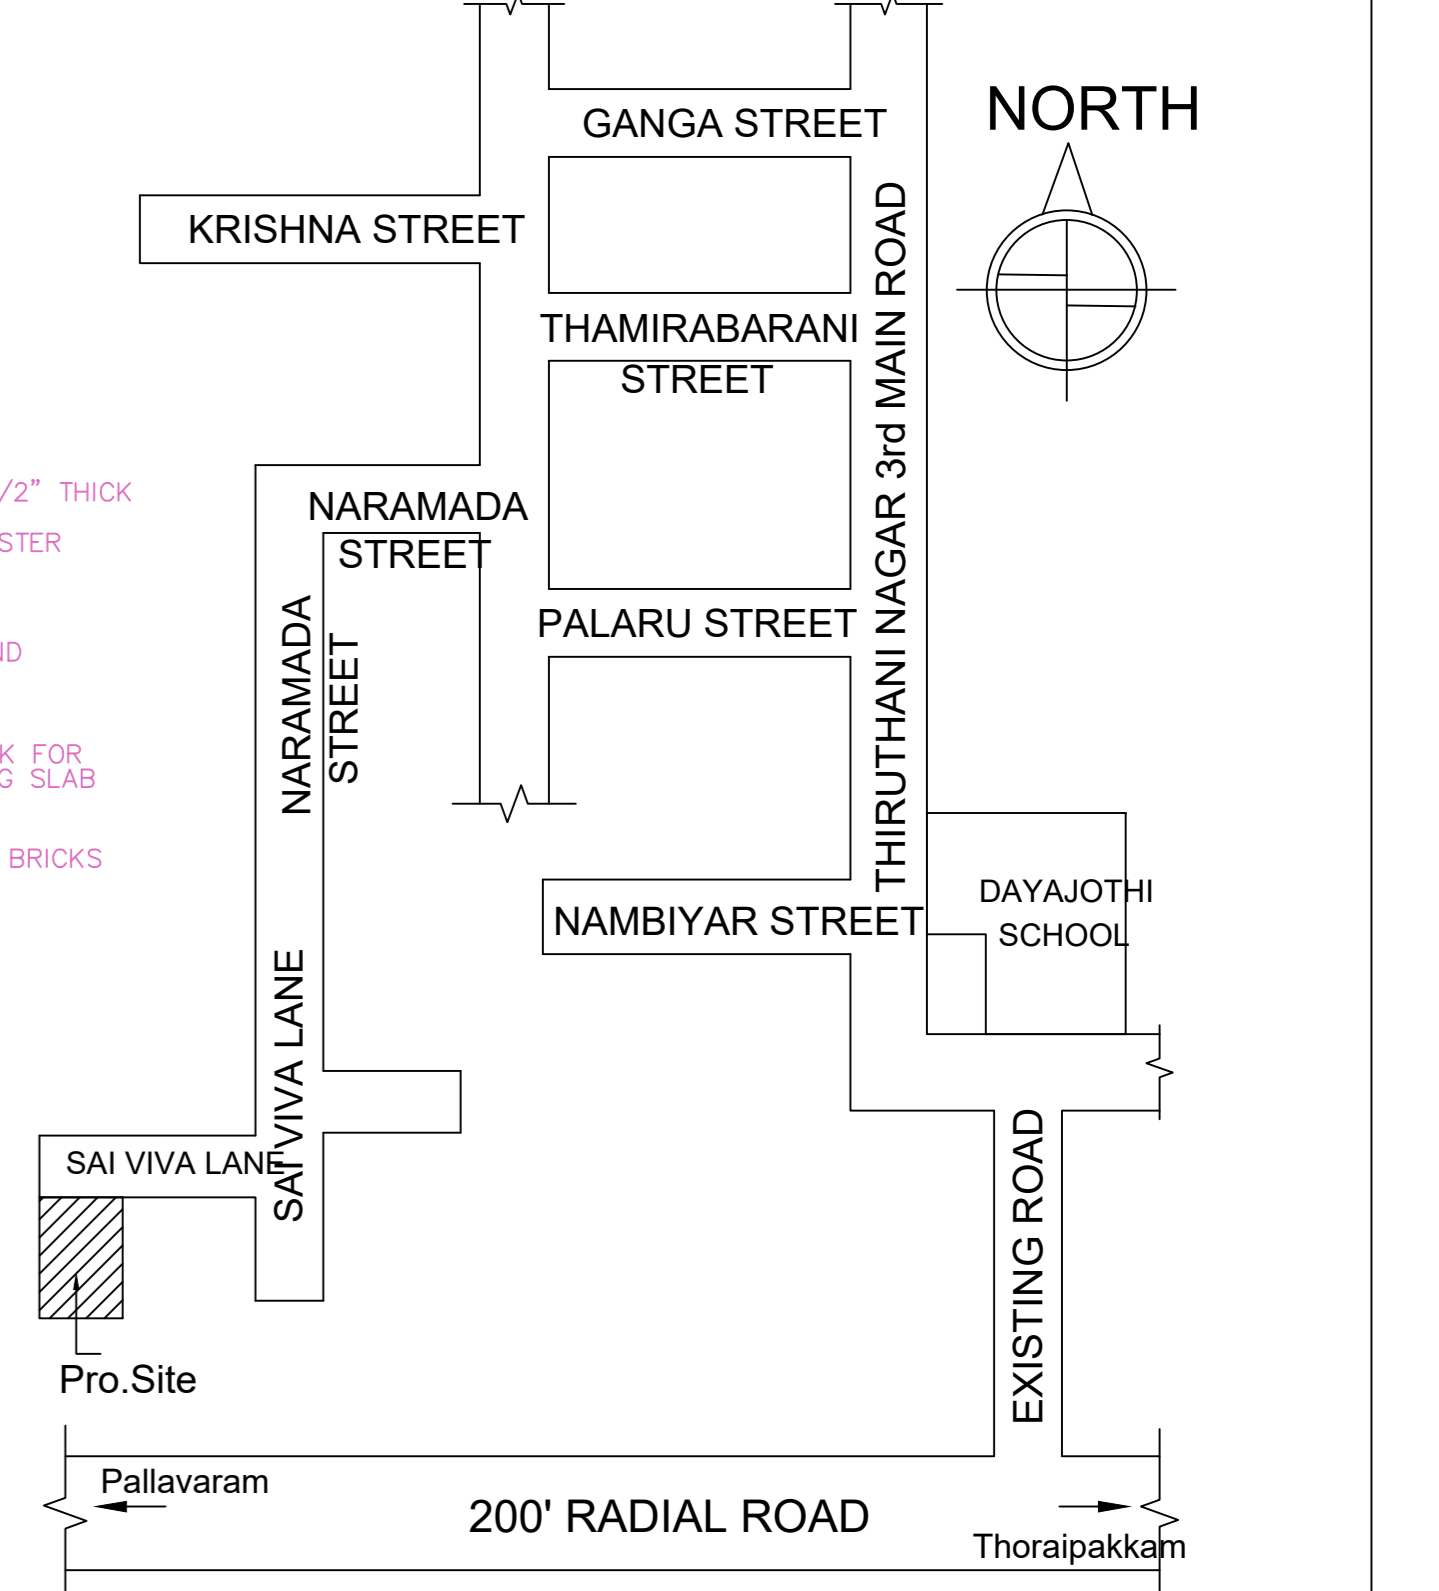 NORTH
GANGA STREET
KRISHNA STREET
THAMIRABARANI
STREET
THIRUTHANI NAGAR 3rd MAIN ROAD
/2" THICK
STER
ND
K FOR
G SLAB
BRICKS
NARAMADA
STREET
NARAMADA
STREET
PALARU STREET
NAMBIYAR STREET
DAYAJOTHI
SCHOOL
SAI VIVA LANE
SAI VIVA LANE
EXISTING ROAD
Pro.Site
Pallavaram
200' RADIAL ROAD
Thoraipakkam